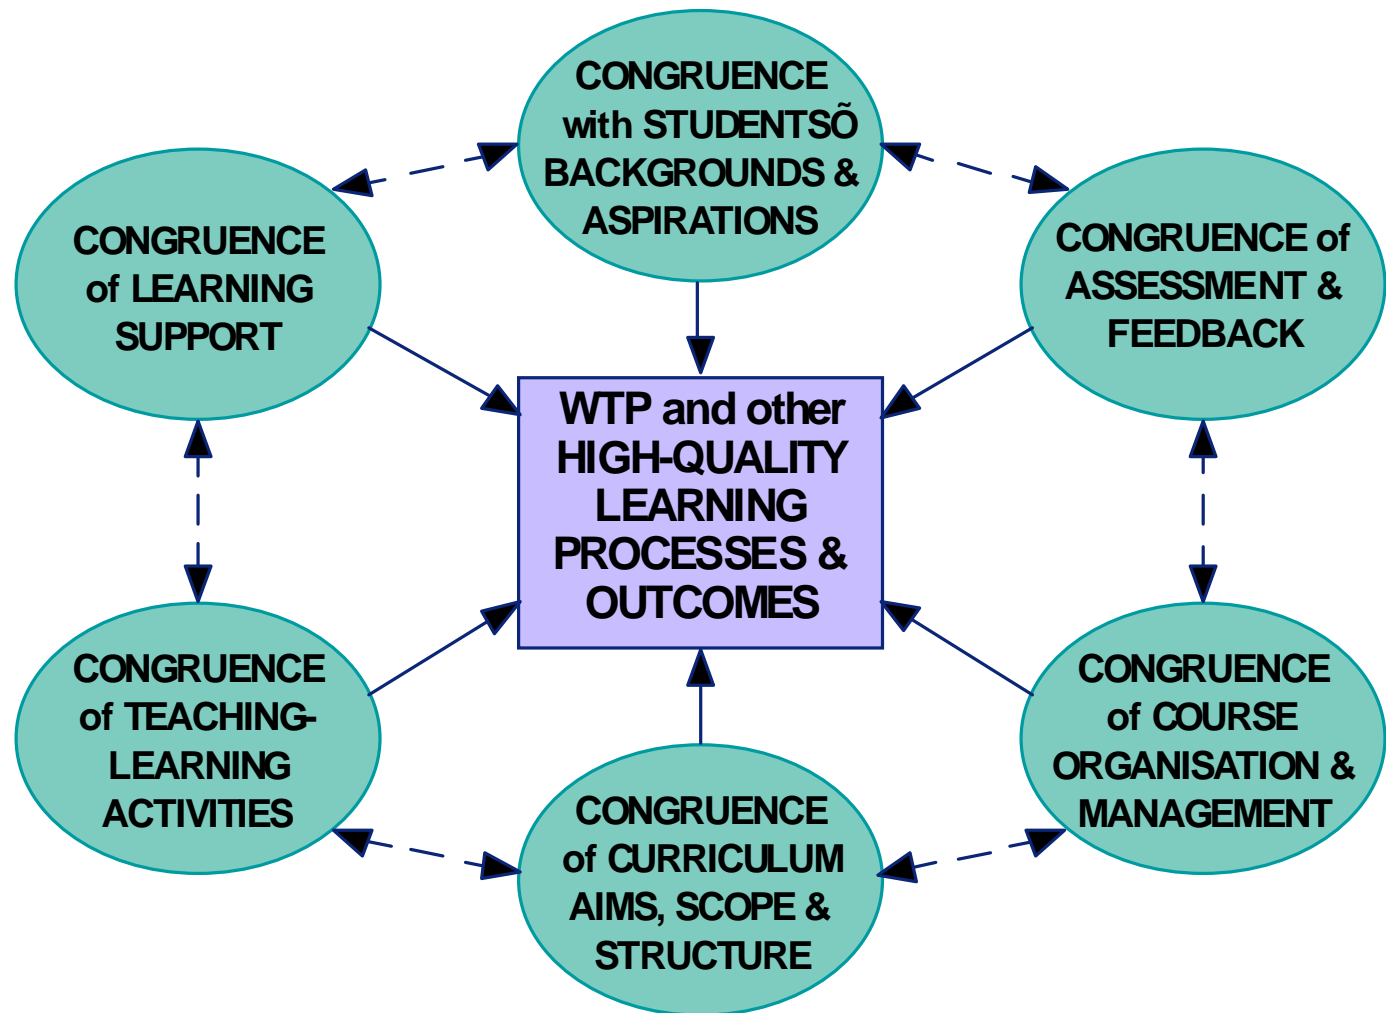 CONGRUENCE
with STUDENTSÕ
BACKGROUNDS &
ASPIRATIONS
CONGRUENCE
of LEARNING
SUPPORT
CONGRUENCE of
ASSESSMENT &
FEEDBACK
WTP and other
HIGH-QUALITY
LEARNING
PROCESSES &
OUTCOMES
CONGRUENCE
of TEACHING-
LEARNING
ACTIVITIES
CONGRUENCE
of COURSE
ORGANISATION &
MANAGEMENT
CONGRUENCE
of CURRICULUM
AIMS, SCOPE &
STRUCTURE